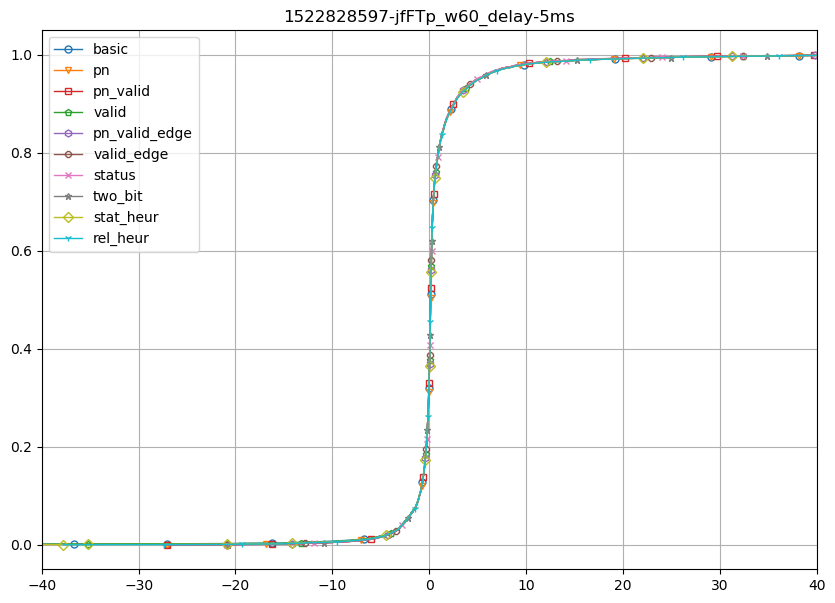 1522828597-jfFTp_w60_delay-5ms
1.0
0.8
0.6
0.4
0.2
0.0
basic
pn
pn_valid
valid
pn_valid_edge
valid_edge
status
two_bit
stat_heur
rel_heur
−40 −30 −20 −10 0 10 20 30 40